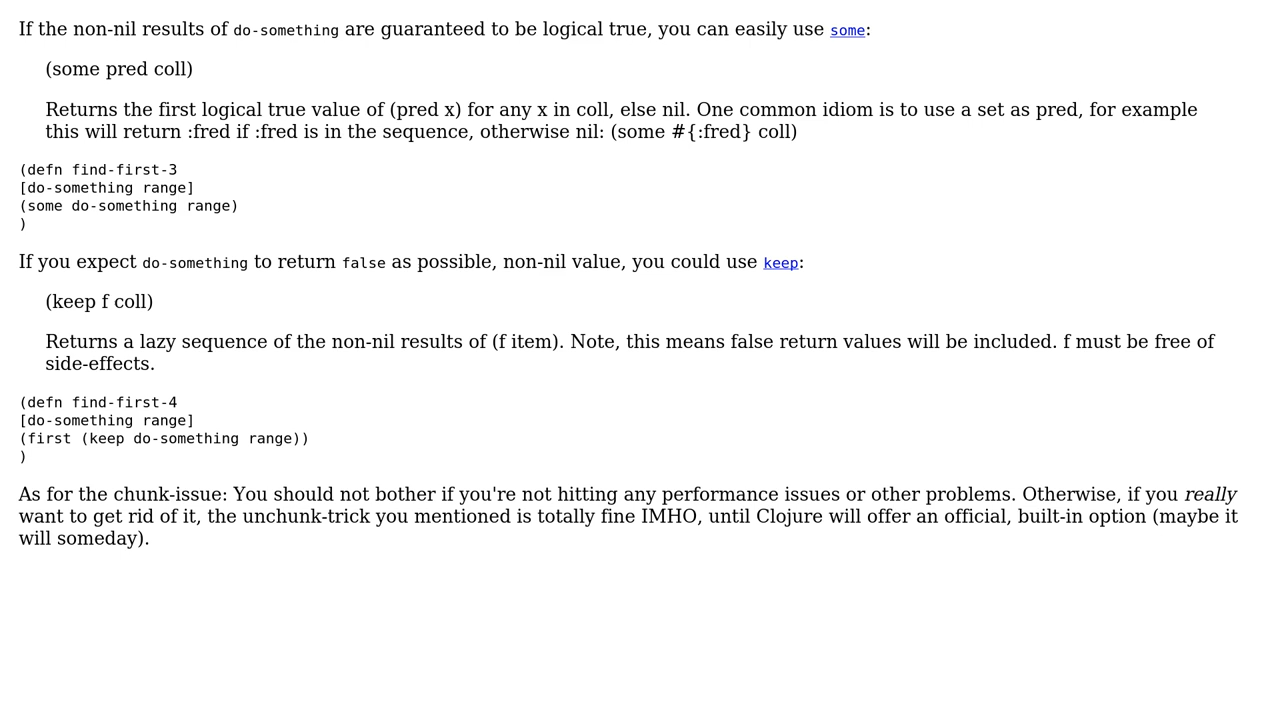 If the non-nil results of do-something are guaranteed to be logical true, you can easily use some:
(some pred coll)
Returns the first logical true value of (pred x) for any x in coll, else nil. One common idiom is to use a set as pred, for example
this will return :fred if :fred is in the sequence, otherwise nil: (some #{:fred} coll)
(defn find-first-3
[do-something range]
(some do-something range)
)
If you expect do-something to return false as possible, non-nil value, you could use keep:
(keep f coll)
Returns a lazy sequence of the non-nil results of (f item). Note, this means false return values will be included. f must be free of
side-effects.
(defn find-first-4
[do-something range]
(first (keep do-something range))
)
As for the chunk-issue: You should not bother if you're not hitting any performance issues or other problems. Otherwise, if you really
want to get rid of it, the unchunk-trick you mentioned is totally fine IMHO, until Clojure will offer an official, built-in option (maybe it
will someday).